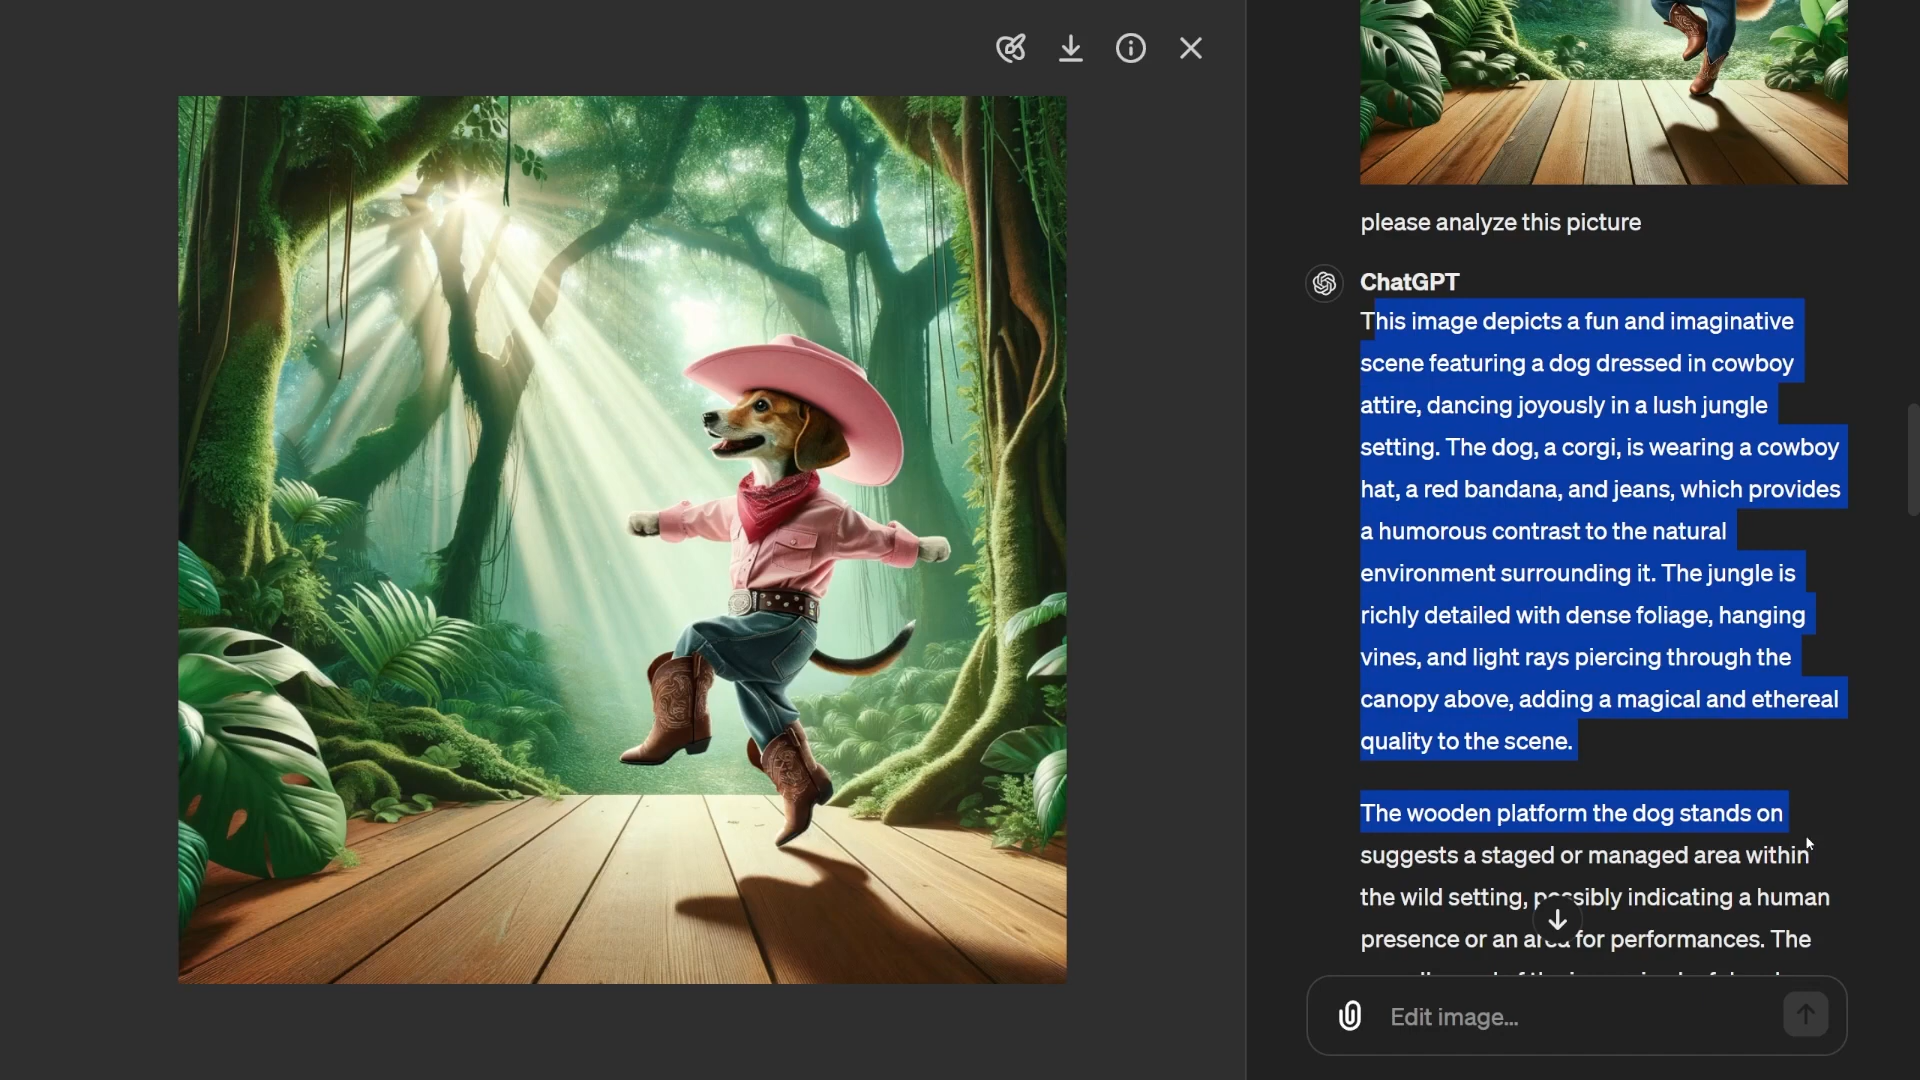 please analyze this picture
ChatGPT
This image depicts a fun and imaginative
scene featuring a dog dressed in cowboy
attire, dancing joyously in a lush jungle
setting. The dog, a corgi, is wearing a cowboy
hat, a red bandana, and jeans, which provides
a humorous contrast to the natural
environment surrounding it. The jungle is
richly detailed with dense foliage, hanging
vines, and light rays piercing through the
canopy above, adding a magical and ethereal
quality to the scene.
The wooden platform the dog stands on
suggests a staged or managed area within
the wild setting, possibly indicating a human
presence or an area for performances. The
Edit image...